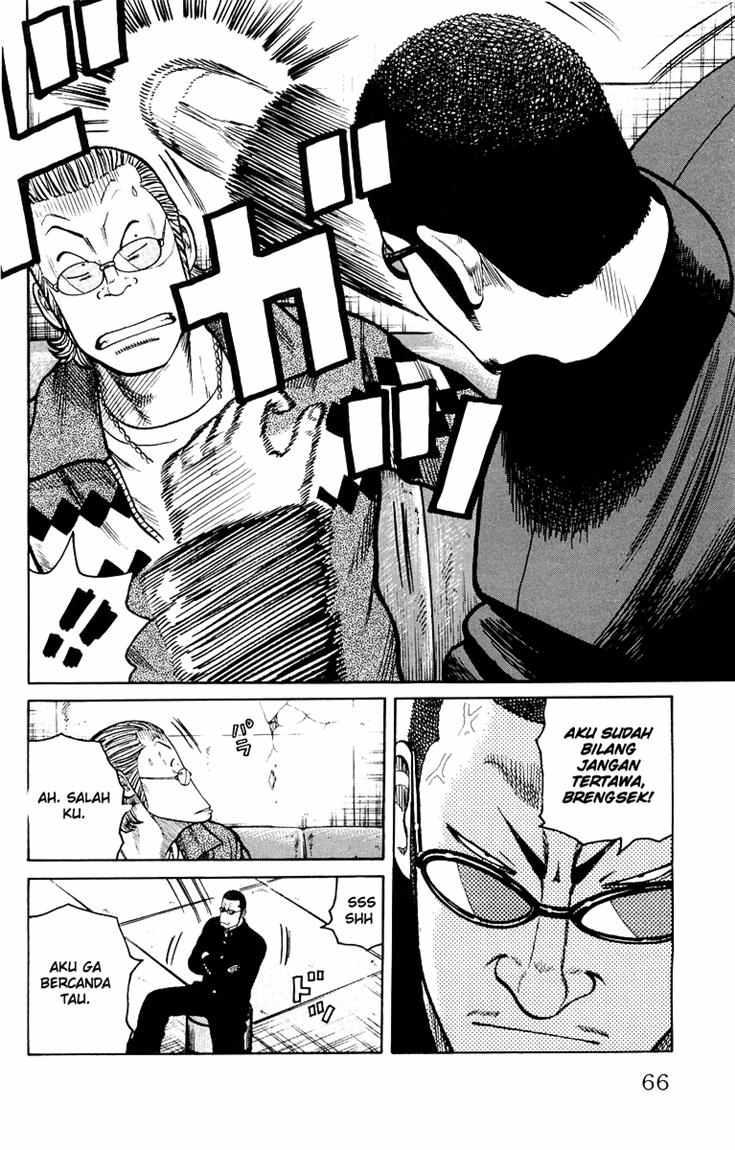 ガッ
!!
AKU SUDAH
BILANG
JANGAN
TERTAWA,
BRENGSEK!
パラ
AH. SALAH
KU.
SSS
SHH
ドッ
AKU GA
BERCANDA
TAU.
66